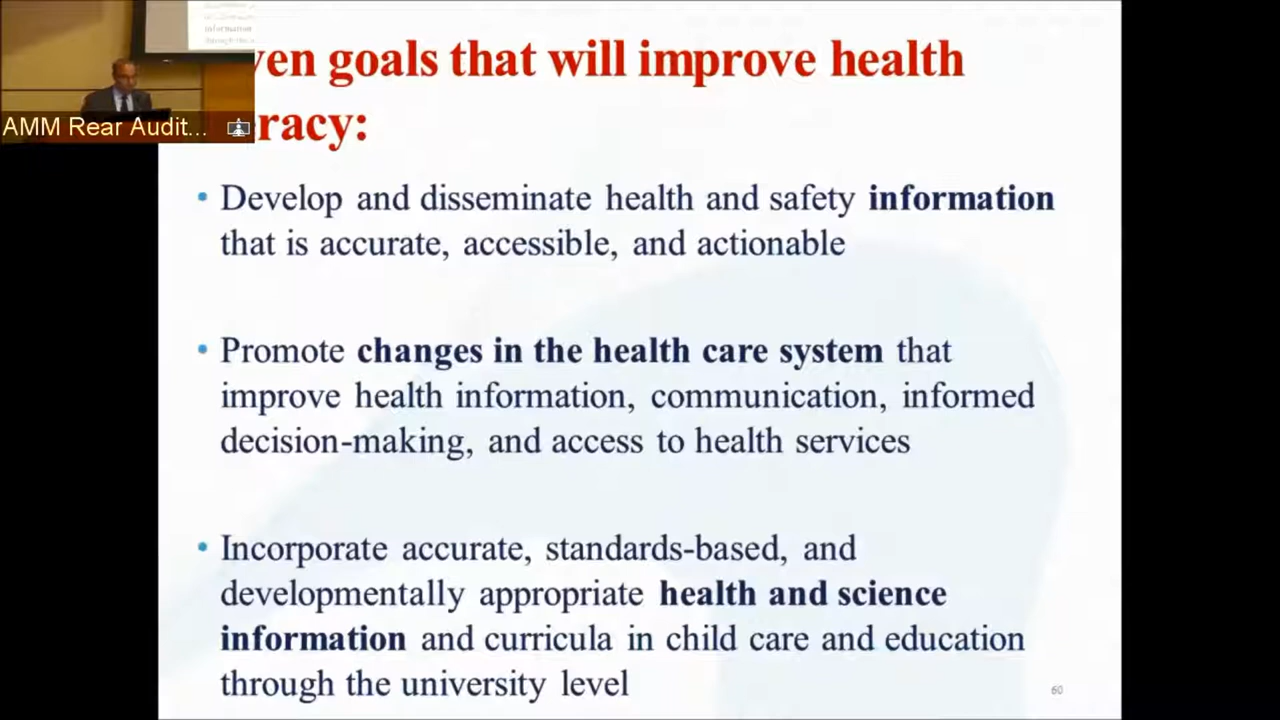 ven goals that will improve health
racy:
AMM Rear Audit...
• Develop and disseminate health and safety information
that is accurate, accessible, and actionable
• Promote changes in the health care system that
improve health information, communication, informed
decision-making, and access to health services
• Incorporate accurate, standards-based, and
developmentally appropriate health and science
information and curricula in child care and education
through the university level
60